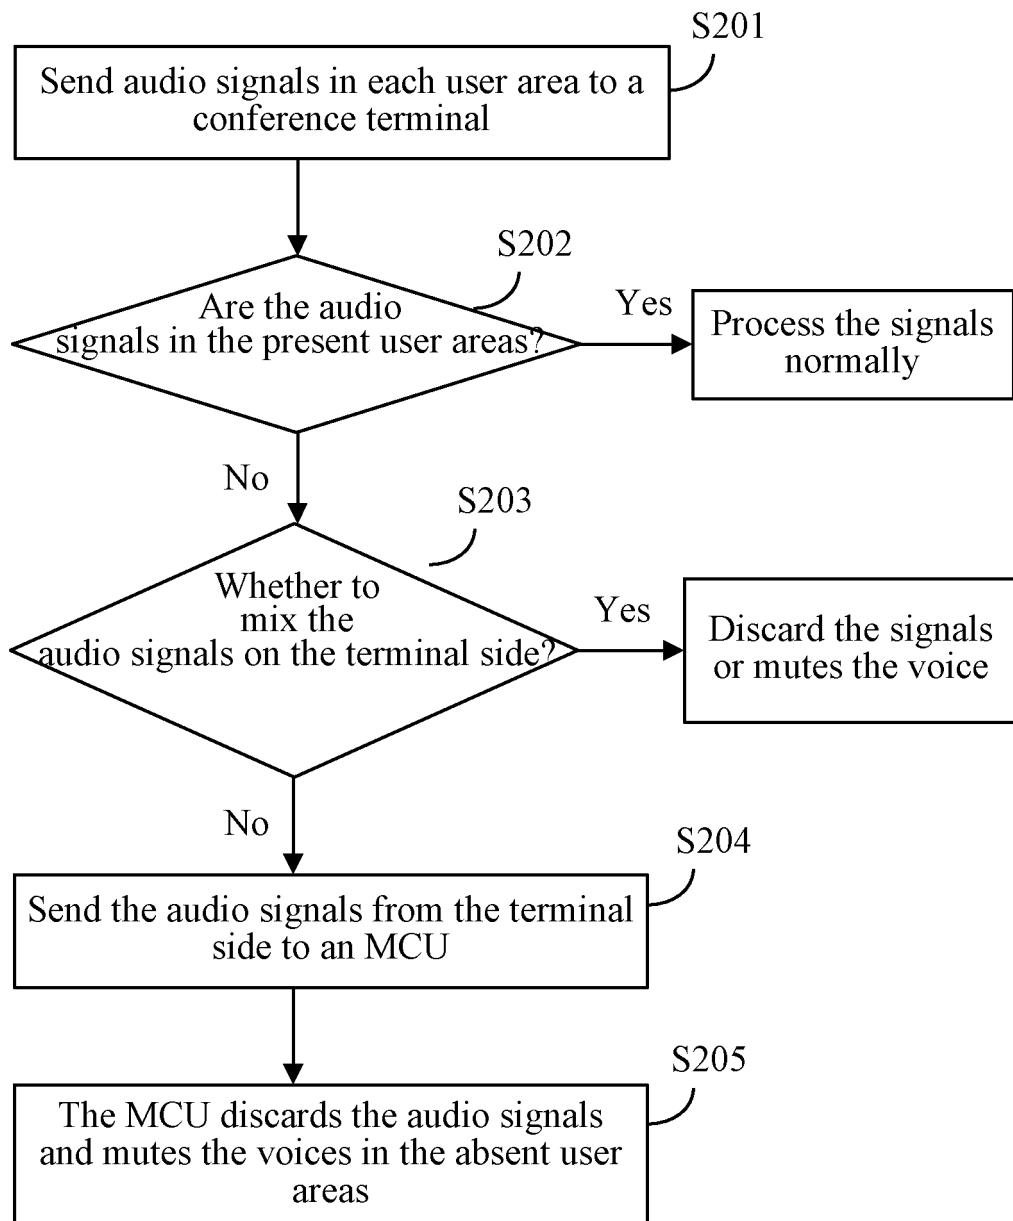 S201
Send audio signals in each user area to a
conference terminal
S202
Are the audio
signals in the present user areas?
Yes
Process the signals
normally
No
S203
Whether to
mix the
audio signals on the terminal side?
Yes
Discard the signals
or mutes the voice
No
S204
Send the audio signals from the terminal
side to an MCU
S205
The MCU discards the audio signals
and mutes the voices in the absent user
areas